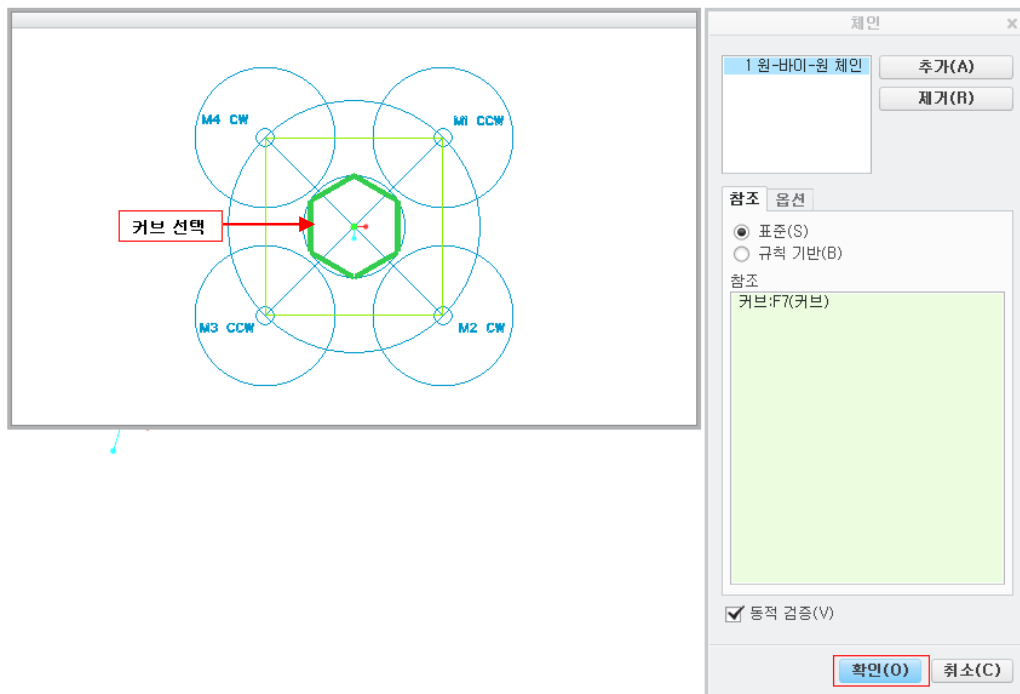 체인
1 원-바이-원 체인
추가(A)
제거(R)
M4 CW
M1 CCW
커브 선택
M3 CCW
M2 CW
참조
옵션
표준(S)
규칙 기반(B)
참조
커브:F7(커브)
동적 검증(V)
확인(O)
취소(C)